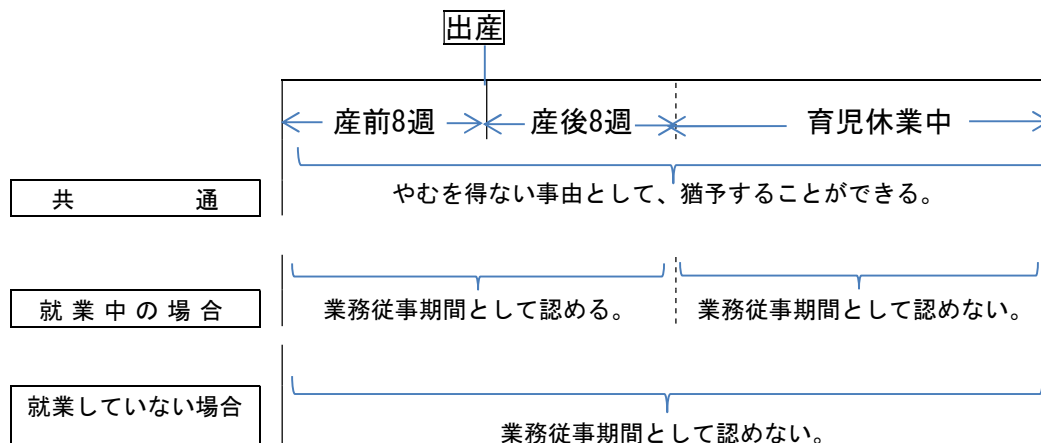 出産
産前8週
産後8週
育児休業中
共通
やむを得ない事由として、猶予することができる。
就業中の場合
業務従事期間として認める。
業務従事期間として認めない。
就業していない場合
業務従事期間として認めない。